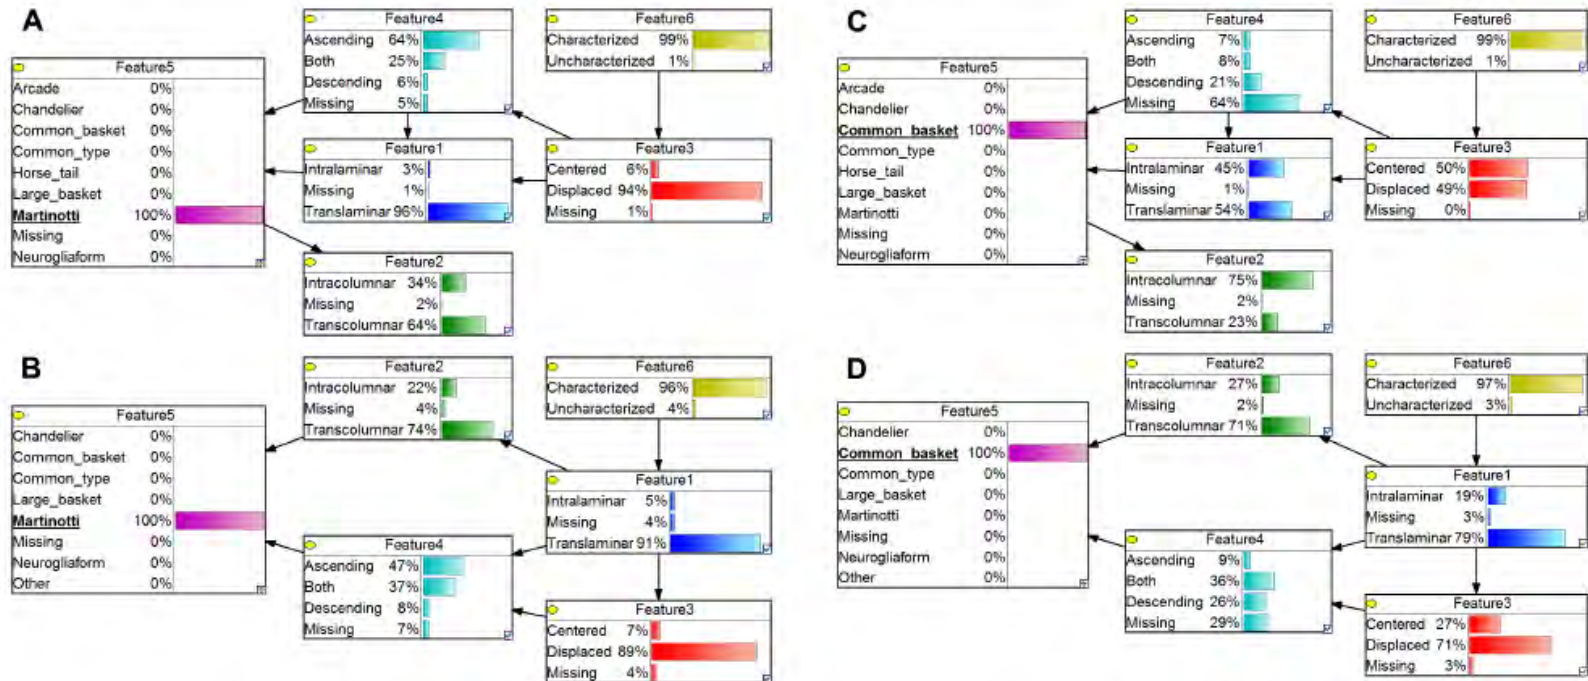 A
Feature4
Ascending 64%
Both 25%
Descending 6%
Missing 5%
Feature6
Characterized 99%
Uncharacterized 1%
Feature5
Arcade 0%
Chandelier 0%
Common_basket 0%
Common_type 0%
Horse_tail 0%
Large_basket 0%
Martinotti 100%
Missing 0%
Neurogliaform 0%
Feature1
Intralaminar 3%
Missing 1%
Translaminar 96%
Feature3
Centered 6%
Displaced 94%
Missing 1%
Feature2
Intracolumnar 34%
Missing 2%
Transcolumnar 64%
C
Feature4
Ascending 7%
Both 8%
Descending 21%
Missing 64%
Feature6
Characterized 99%
Uncharacterized 1%
Feature5
Arcade 0%
Chandelier 0%
Common_basket 100%
Common_type 0%
Horse_tail 0%
Large_basket 0%
Martinotti 0%
Missing 0%
Neurogliaform 0%
Feature1
Intralaminar 45%
Missing 1%
Translaminar 54%
Feature3
Centered 50%
Displaced 49%
Missing 0%
Feature2
Intracolumnar 75%
Missing 2%
Transcolumnar 23%
B
Feature2
Intracolumnar 22%
Missing 4%
Transcolumnar 74%
Feature6
Characterized 96%
Uncharacterized 4%
Feature5
Chandelier 0%
Common_basket 0%
Common_type 0%
Large_basket 0%
Martinotti 100%
Missing 0%
Neurogliaform 0%
Other 0%
Feature1
Intralaminar 5%
Missing 4%
Translaminar 91%
Feature4
Ascending 47%
Both 37%
Descending 8%
Missing 7%
Feature3
Centered 7%
Displaced 89%
Missing 4%
D
Feature2
Intracolumnar 27%
Missing 2%
Transcolumnar 71%
Feature6
Characterized 97%
Uncharacterized 3%
Feature5
Chandelier 0%
Common_basket 100%
Common_type 0%
Large_basket 0%
Martinotti 0%
Missing 0%
Neurogliaform 0%
Other 0%
Feature1
Intralaminar 19%
Missing 3%
Translaminar 79%
Feature4
Ascending 9%
Both 36%
Descending 26%
Missing 29%
Feature3
Centered 27%
Displaced 71%
Missing 3%